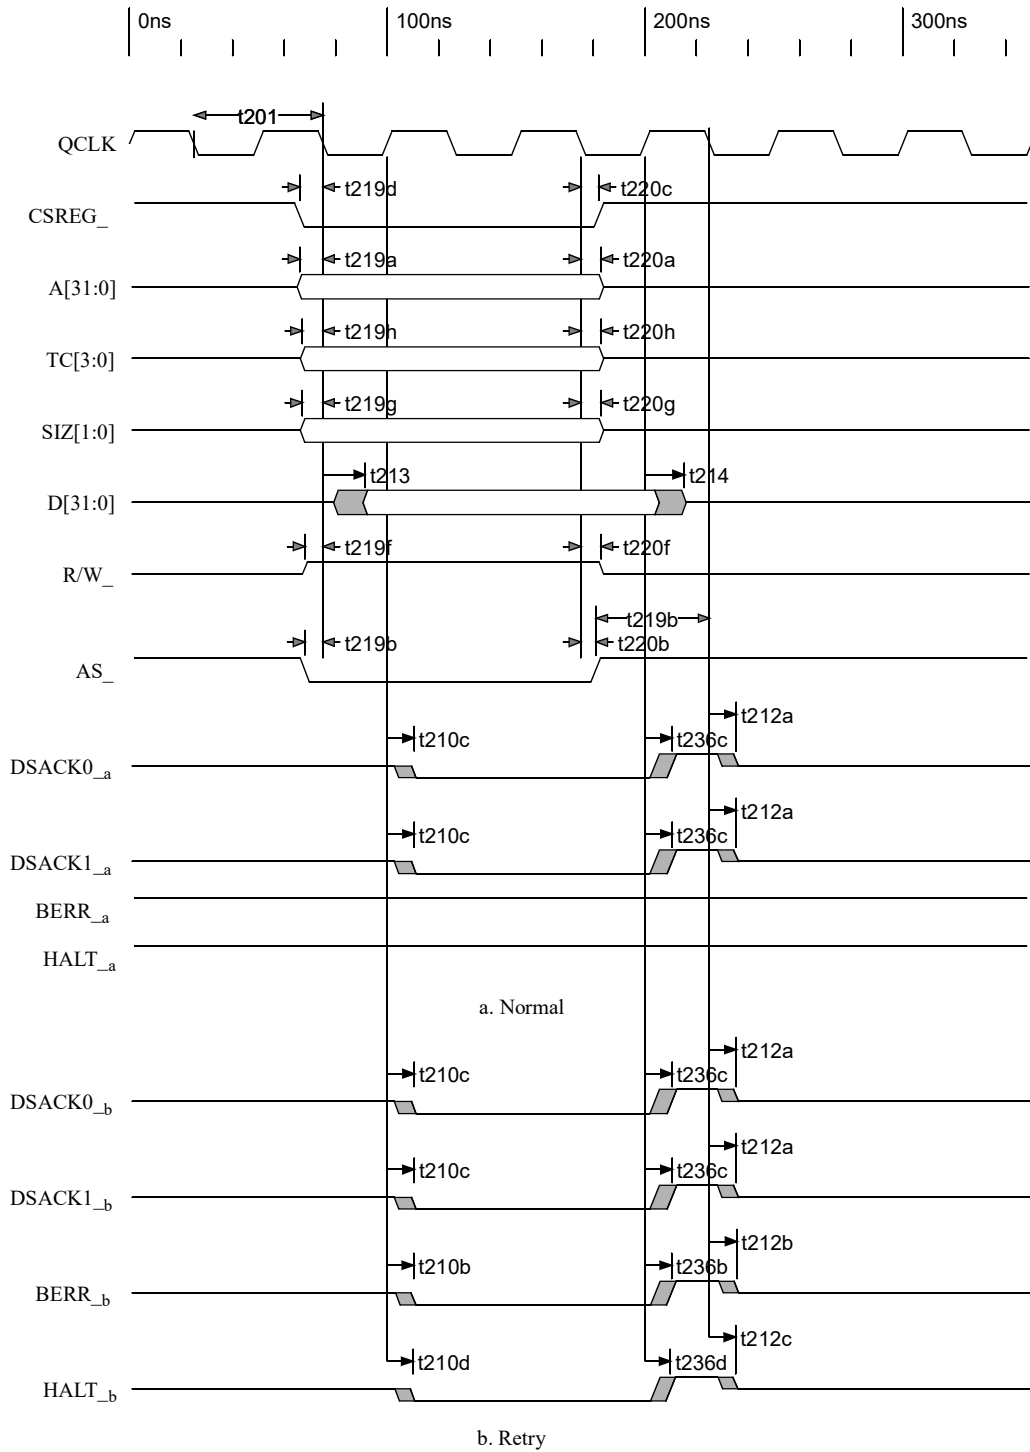 0ns 100ns 200ns 300ns
t201
QCLK
t219d t220c
CSREG_
t219a t220a
A[31:0]
t219h t220h
TC[3:0]
t219g t220g
SIZ[1:0]
t213 t214
D[31:0]
t219f t220f
R/W_
t219b
t219b t220b
AS_
t212a
t210c t236c
DSACK0_a
t212a
t210c t236c
DSACK1_a
BERR_a
HALT_a
a. Normal
t212a
t210c t236c
DSACK0_b
t212a
t210c t236c
DSACK1_b
t212b
t210b t236b
BERR_b
t212c
t210d t236d
HALT_b
b. Retry